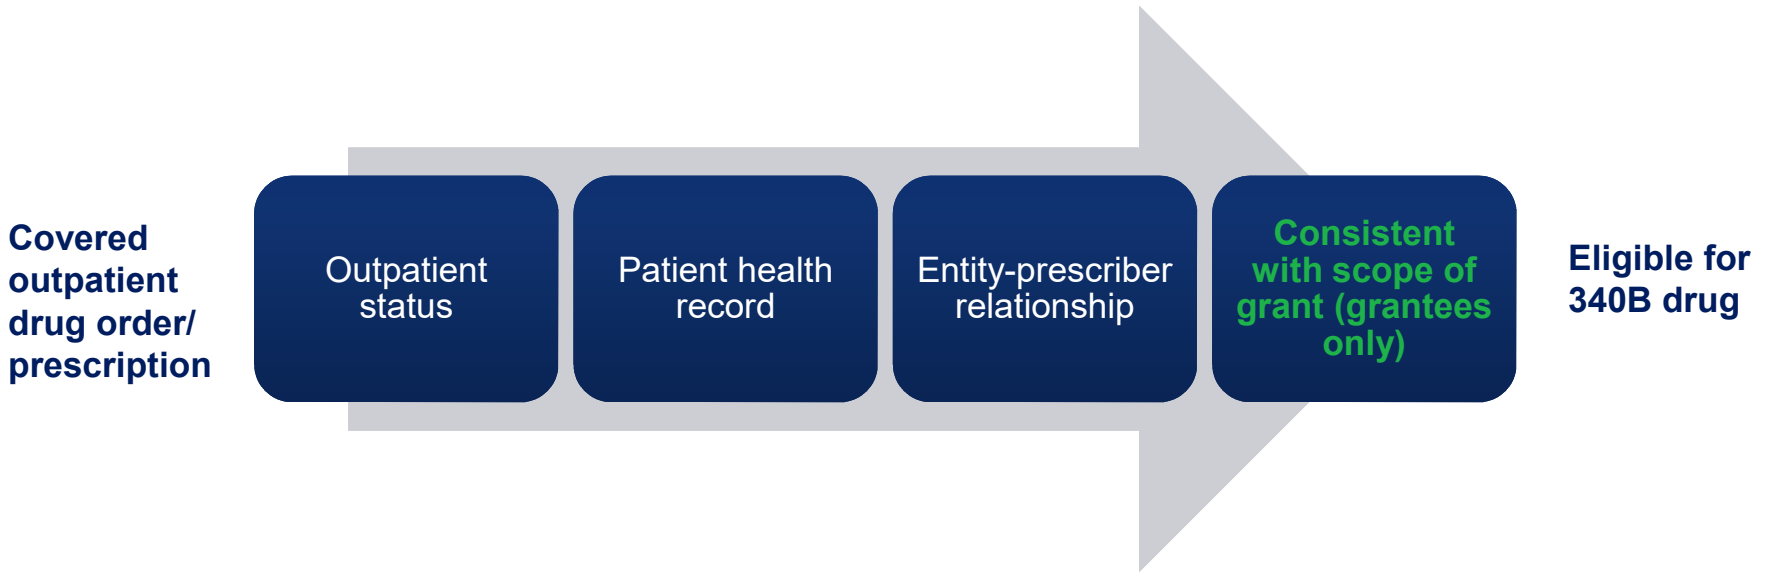 Covered
outpatient
drug order/
prescription
Outpatient
status
Patient health
record
Entity-prescriber
relationship
Consistent
with scope of
grant (grantees
only)
Eligible for
340B drug